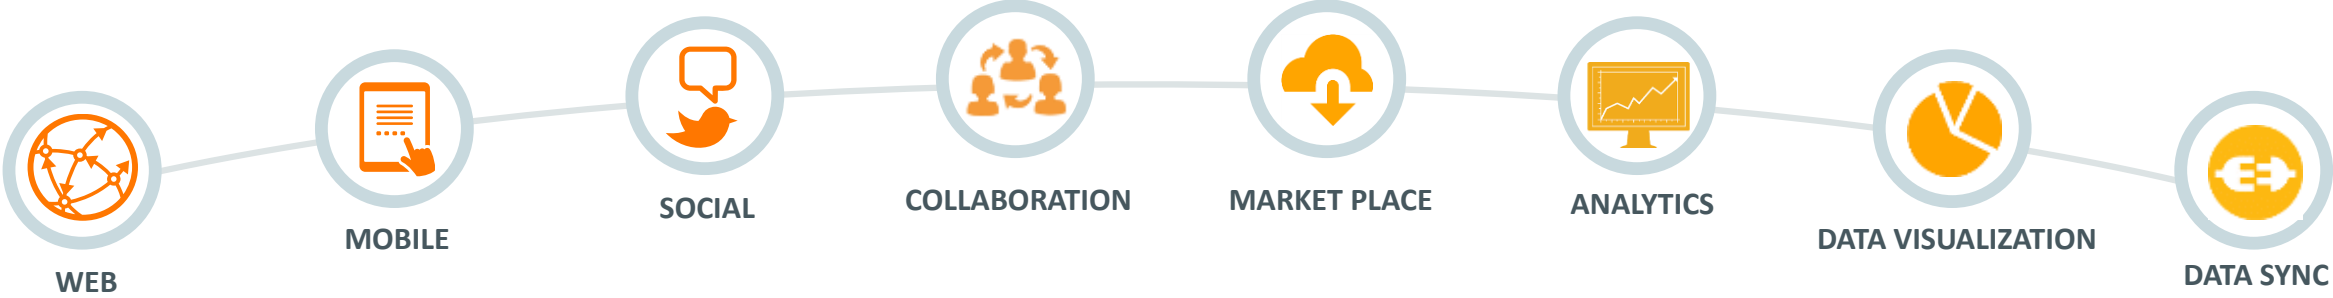 WEB
MOBILE
SOCIAL
COLLABORATION
MARKET PLACE
ANALYTICS
DATA VISUALIZATION
DATA SYNC